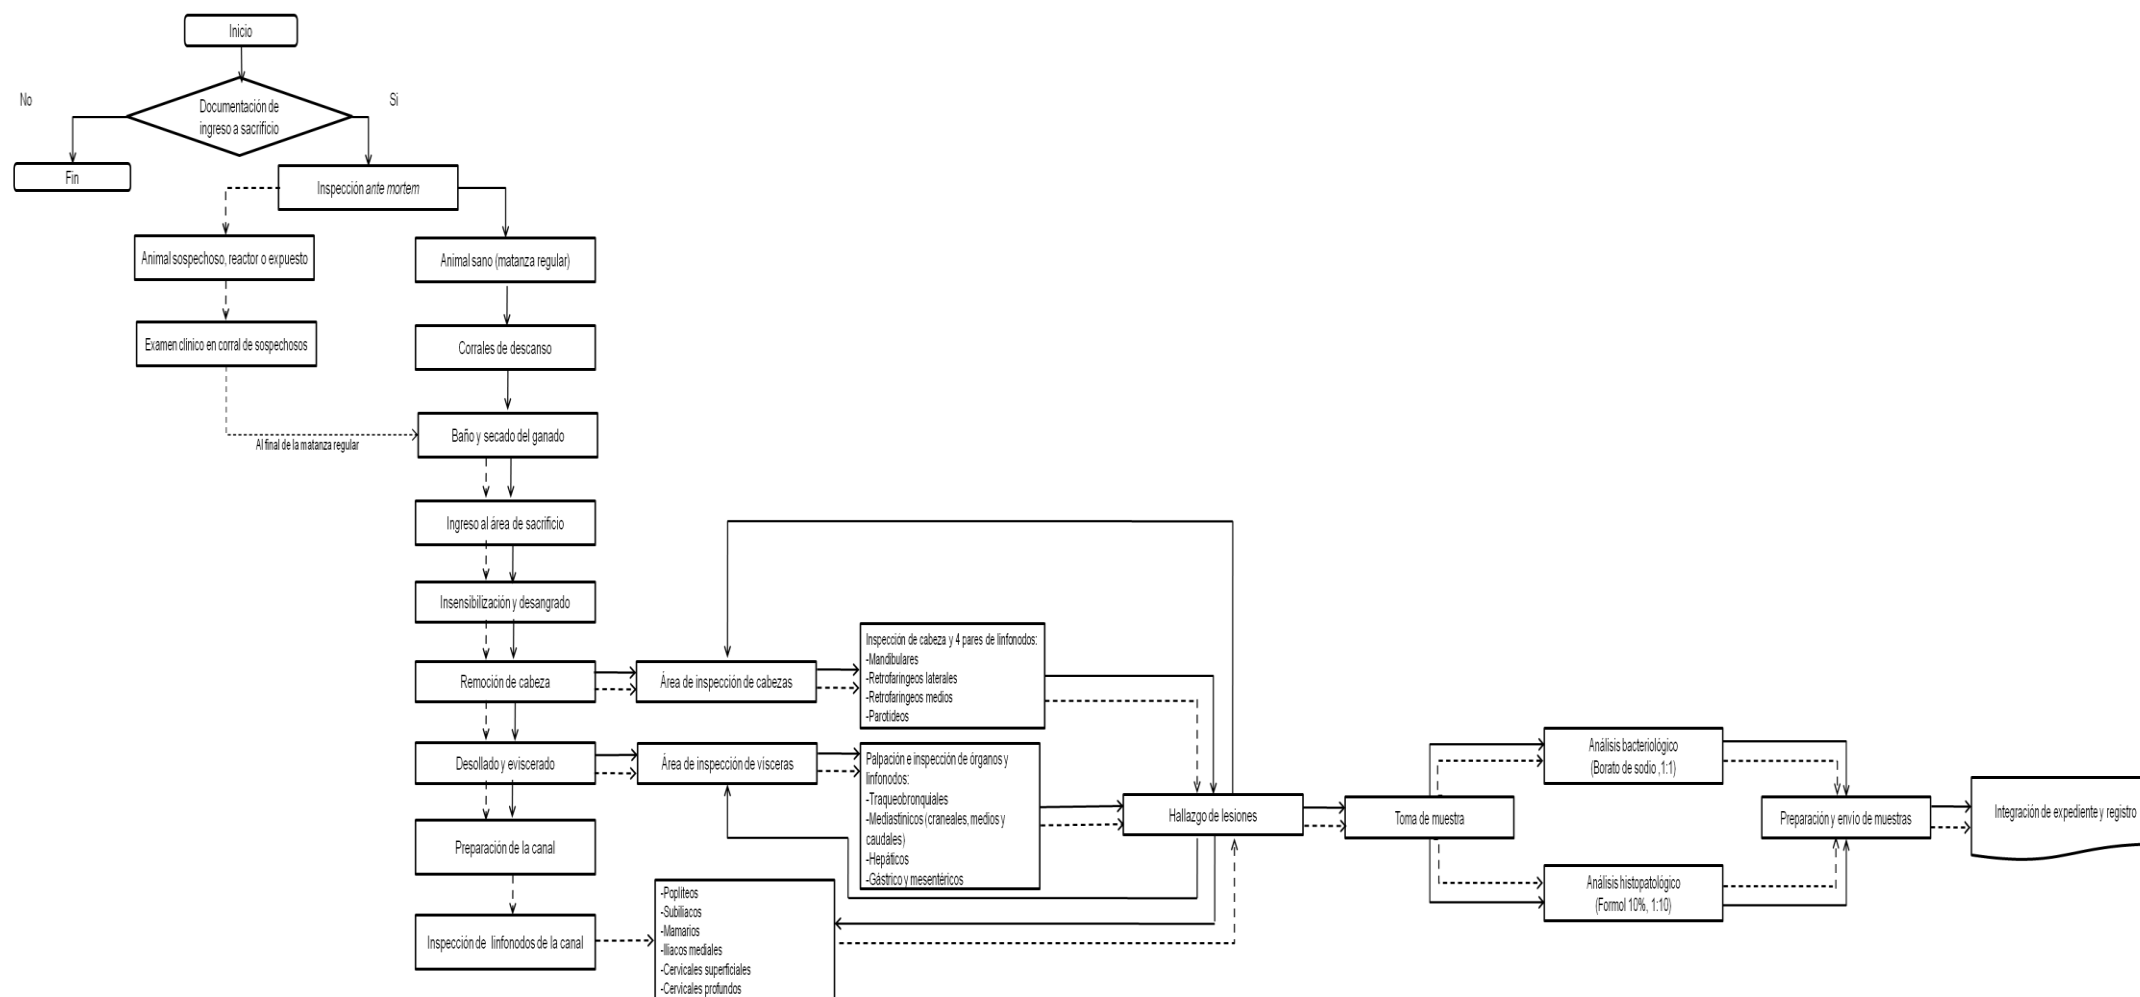 Inicio
No
Si
Documentación de
ingreso a sacrificio
Fin
Inspección ante mortem
Animal sospechoso, reactor o expuesto
Animal sano (matanza regular)
Examen clínico en corral de sospechosos
Corrales de descanso
Al final de la matanza regular
Baño y secado del ganado
Ingreso al área de sacrificio
Insensibilización y desangrado
Remoción de cabeza
Área de inspección de cabezas
Inspección de cabeza y 4 pares de linfonodos:
-Mandibulares
-Retrofaringeos laterales
-Retrofaringeos medios
-Parotídeos
Desollado y eviscerado
Área de inspección de vísceras
Palpación e inspección de órganos y
linfonodos:
-Traqueobronquiales
-Mediastínicos (craneales, medios y
caudales)
-Hepáticos
-Gástrico y mesentéricos
Hallazgo de lesiones
Toma de muestra
Análisis bacteriológico
(Borato de sodio ,1:1)
Análisis histopatológico
(Formol 10%, 1:10)
Preparación y envío de muestras
Integración de expediente y registro
Preparación de la canal
Inspección de linfonodos de la canal
-Poplíteos
-Subiliacos
-Mamarios
-Iliacos mediales
-Cervicales superficiales
-Cervicales profundos